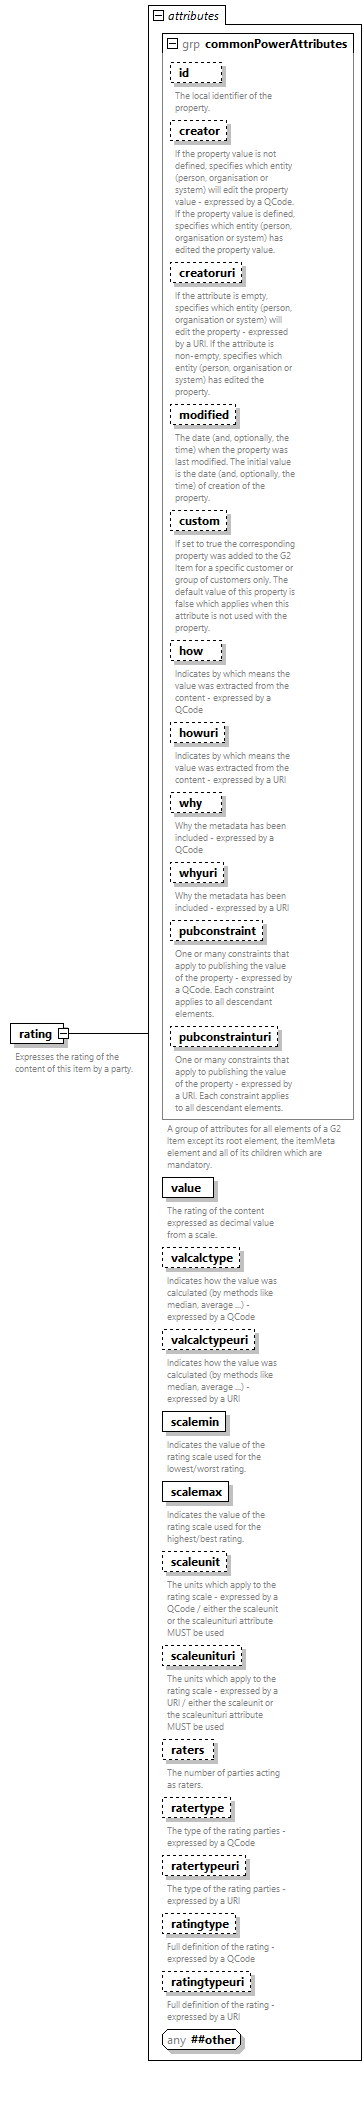 attributes
grp commonPowerAttributes
id
The local identifier of the
property.
creator
If the property value is not
defined, specifies which entity
(person, organisation or
system) will edit the property
value - expressed by a QCode.
If the property value is defined,
specifies which entity (person,
organisation or system) has
edited the property value.
creatoruri
If the attribute is empty,
specifies which entity (person,
organisation or system) will
edit the property - expressed
by a URI. If the attribute is
non-empty, specifies which
entity (person, organisation or
system) has edited the
property.
modified
The date (and, optionally, the
time) when the property was
last modified. The initial value
is the date (and, optionally, the
time) of creation of the
property.
custom
If set to true the corresponding
property was added to the G2
Item for a specific customer or
group of customers only. The
default value of this property is
false which applies when this
attribute is not used with the
property.
how
Indicates by which means the
value was extracted from the
content - expressed by a
QCode
howuri
Indicates by which means the
value was extracted from the
content - expressed by a URI
why
Why the metadata has been
included - expressed by a
QCode
whyuri
Why the metadata has been
included - expressed by a URI
pubconstraint
One or many constraints that
apply to publishing the value
of the property - expressed by
a QCode. Each constraint
applies to all descendant
elements.
pubconstrainturi
One or many constraints that
apply to publishing the value
of the property - expressed by
a URI. Each constraint applies
to all descendant elements.
rating
Expresses the rating of the
content of this item by a party.
A group of attributes for all elements of a G2
Item except its root element, the itemMeta
element and all of its children which are
mandatory.
value
The rating of the content
expressed as decimal value
from a scale.
valcalctype
Indicates how the value was
calculated (by methods like
median, average ...) -
expressed by a QCode
valcalctypeuri
Indicates how the value was
calculated (by methods like
median, average ...) -
expressed by a URI
scalemin
Indicates the value of the
rating scale used for the
lowest/worst rating.
scalemax
Indicates the value of the
rating scale used for the
highest/best rating.
scaleunit
The units which apply to the
rating scale - expressed by a
QCode / either the scaleunit
or the scaleunituri attribute
MUST be used
scaleunituri
The units which apply to the
rating scale - expressed by a
URI / either the scaleunit or
the scaleunituri attribute
MUST be used
raters
The number of parties acting
as raters.
ratertype
The type of the rating parties -
expressed by a QCode
ratertypeuri
The type of the rating parties -
expressed by a URI
ratingtype
Full definition of the rating -
expressed by a QCode
ratingtypeuri
Full definition of the rating -
expressed by a URI
any ##other